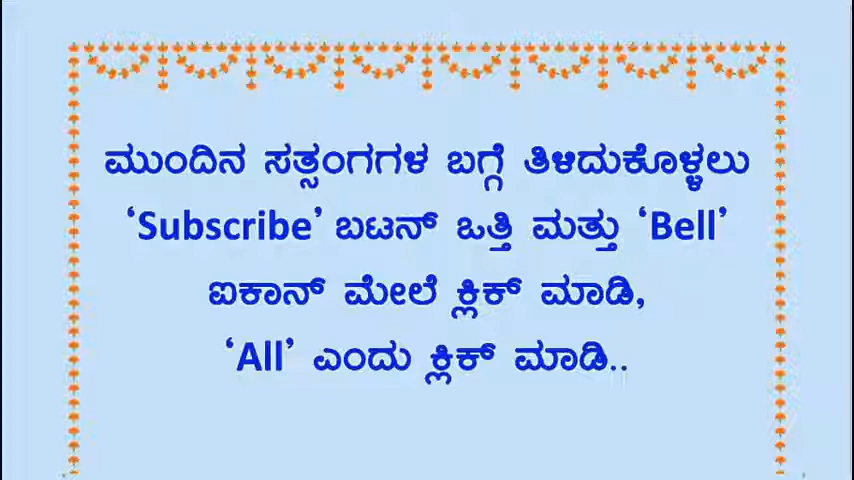 ಮುಂದಿನ ಸತ್ಸಂಗಗಳ ಬಗ್ಗೆ ತಿಳಿದುಕೊಳ್ಳಲು
‘Subscribe’ ಬಟನ್ ಒತ್ತಿ ಮತ್ತು ‘Bell’
ಐಕಾನ್ ಮೇಲೆ ಕ್ಲಿಕ್ ಮಾಡಿ,
‘All’ ಎಂದು ಕ್ಲಿಕ್ ಮಾಡಿ..